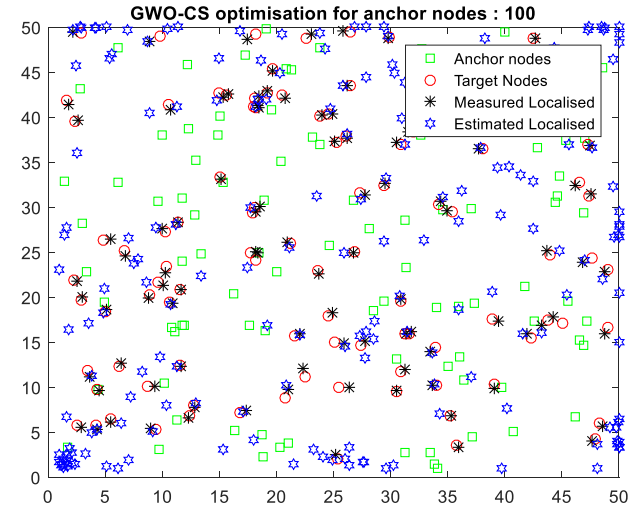 GWO-CS optimisation for anchor nodes : 100
Anchor nodes
Target Nodes
Measured Localised
Estimated Localised
50
45
40
35
30
25
20
15
10
5
0
0 5 10 15 20 25 30 35 40 45 50